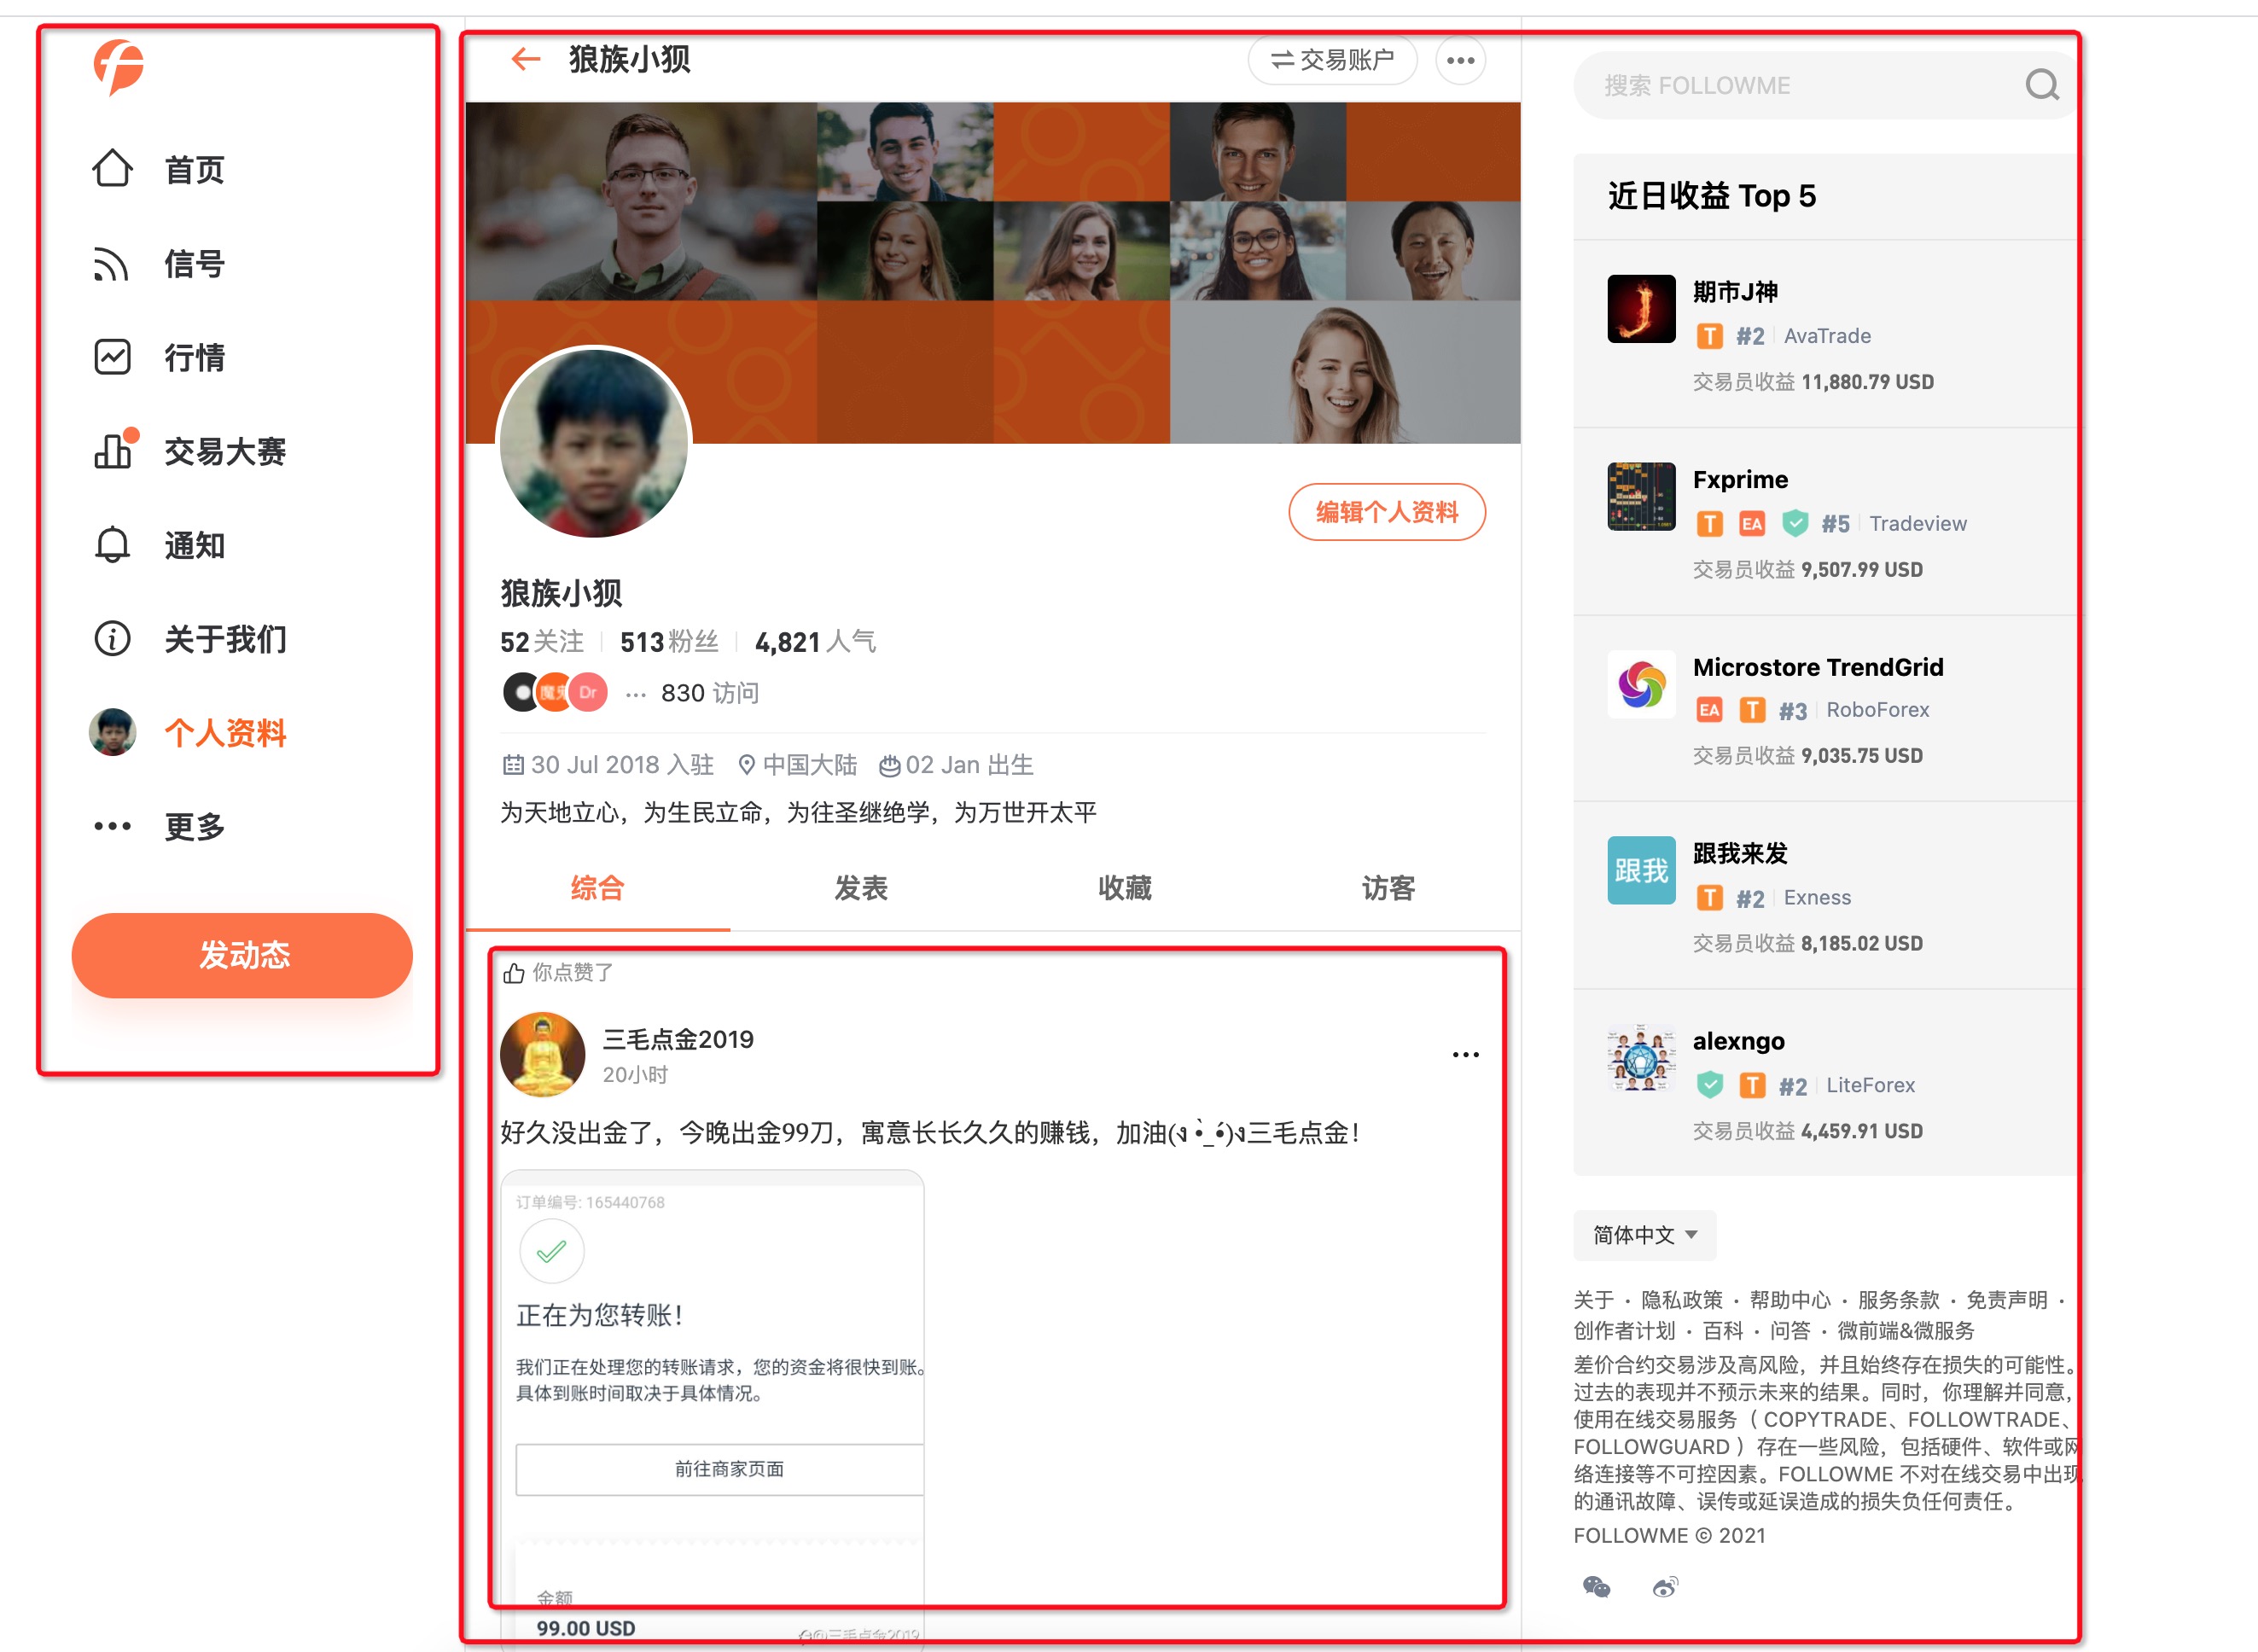 首页
信号
行情
交易大赛
通知
关于我们
个人资料
更多
发动态
狼族小狈
交易账户
编辑个人资料
狼族小狈
52 关注 513 粉丝 4,821 人气
Dr ... 830 访问
30 Jul 2018 入驻 中国大陆 02 Jan 出生
为天地立心，为生民立命，为往圣继绝学，为万世开太平
综合 发表 收藏 访客
你点赞了
三毛点金2019
20小时
好久没出金了，今晚出金99刀，寓意长长久久的赚钱，加油(ง •̀_•́)ง三毛点金！
订单编号: 165440768
正在为您转账！
我们正在处理您的转账请求，您的资金将很快到账。
具体到账时间取决于具体情况。
前往商家页面
金额
99.00 USD
@三毛点金2019
搜索 FOLLOWME
近日收益 Top 5
期市J神
T #2 AvaTrade
交易员收益 11,880.79 USD
Fxprime
T EA #5 Tradeview
交易员收益 9,507.99 USD
Microstore TrendGrid
EA T #3 RoboForex
交易员收益 9,035.75 USD
跟我
跟我来发
T #2 Exness
交易员收益 8,185.02 USD
alexngo
T #2 LiteForex
交易员收益 4,459.91 USD
简体中文
关于 · 隐私政策 · 帮助中心 · 服务条款 · 免责声明 ·
创作者计划 · 百科 · 问答 · 微前端&微服务
差价合约交易涉及高风险，并且始终存在损失的可能性。
过去的表现并不预示未来的结果。同时，你理解并同意，
使用在线交易服务（ COPYTRADE、FOLLOWTRADE、
FOLLOWGUARD ）存在一些风险，包括硬件、软件或网
络连接等不可控因素。FOLLOWME 不对在线交易中出现
的通讯故障、误传或延误造成的损失负任何责任。
FOLLOWME © 2021